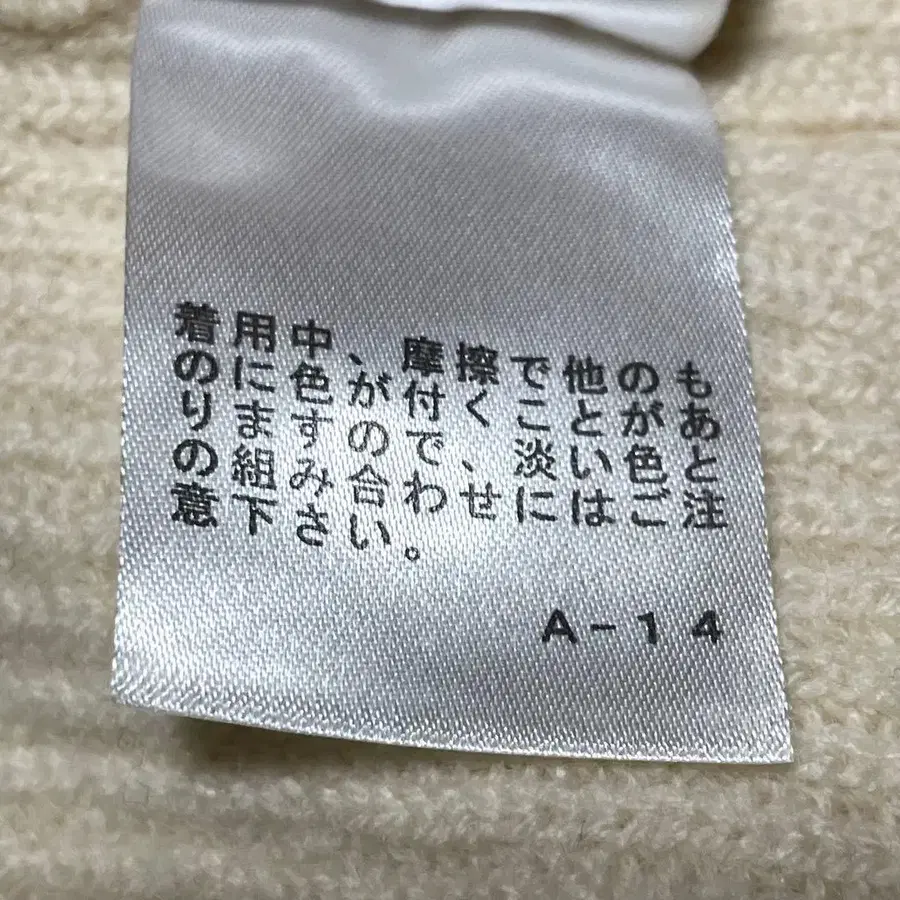 着用中、摩擦で他のも
のに色が付くことがあ
りますので、淡い色と
の組み合わせにはご注
意下さい。
A-14